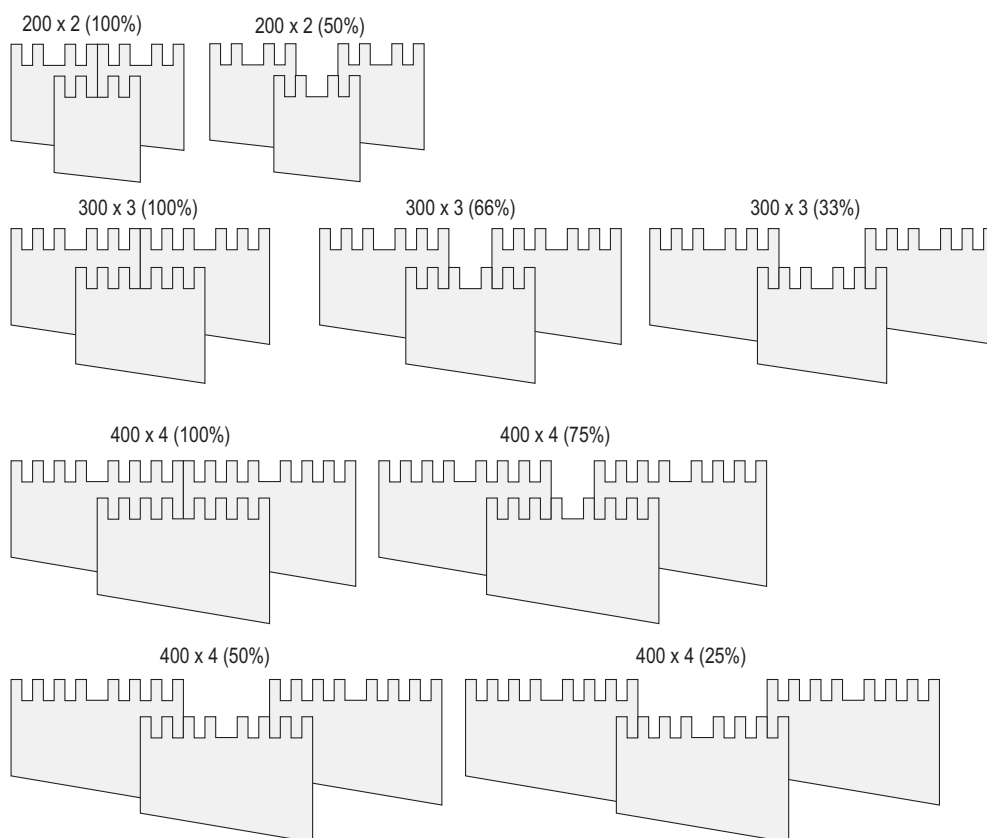 200 x 2 (100%)
200 x 2 (50%)
300 x 3 (100%)
300 x 3 (66%)
300 x 3 (33%)
400 x 4 (100%)
400 x 4 (75%)
400 x 4 (50%)
400 x 4 (25%)